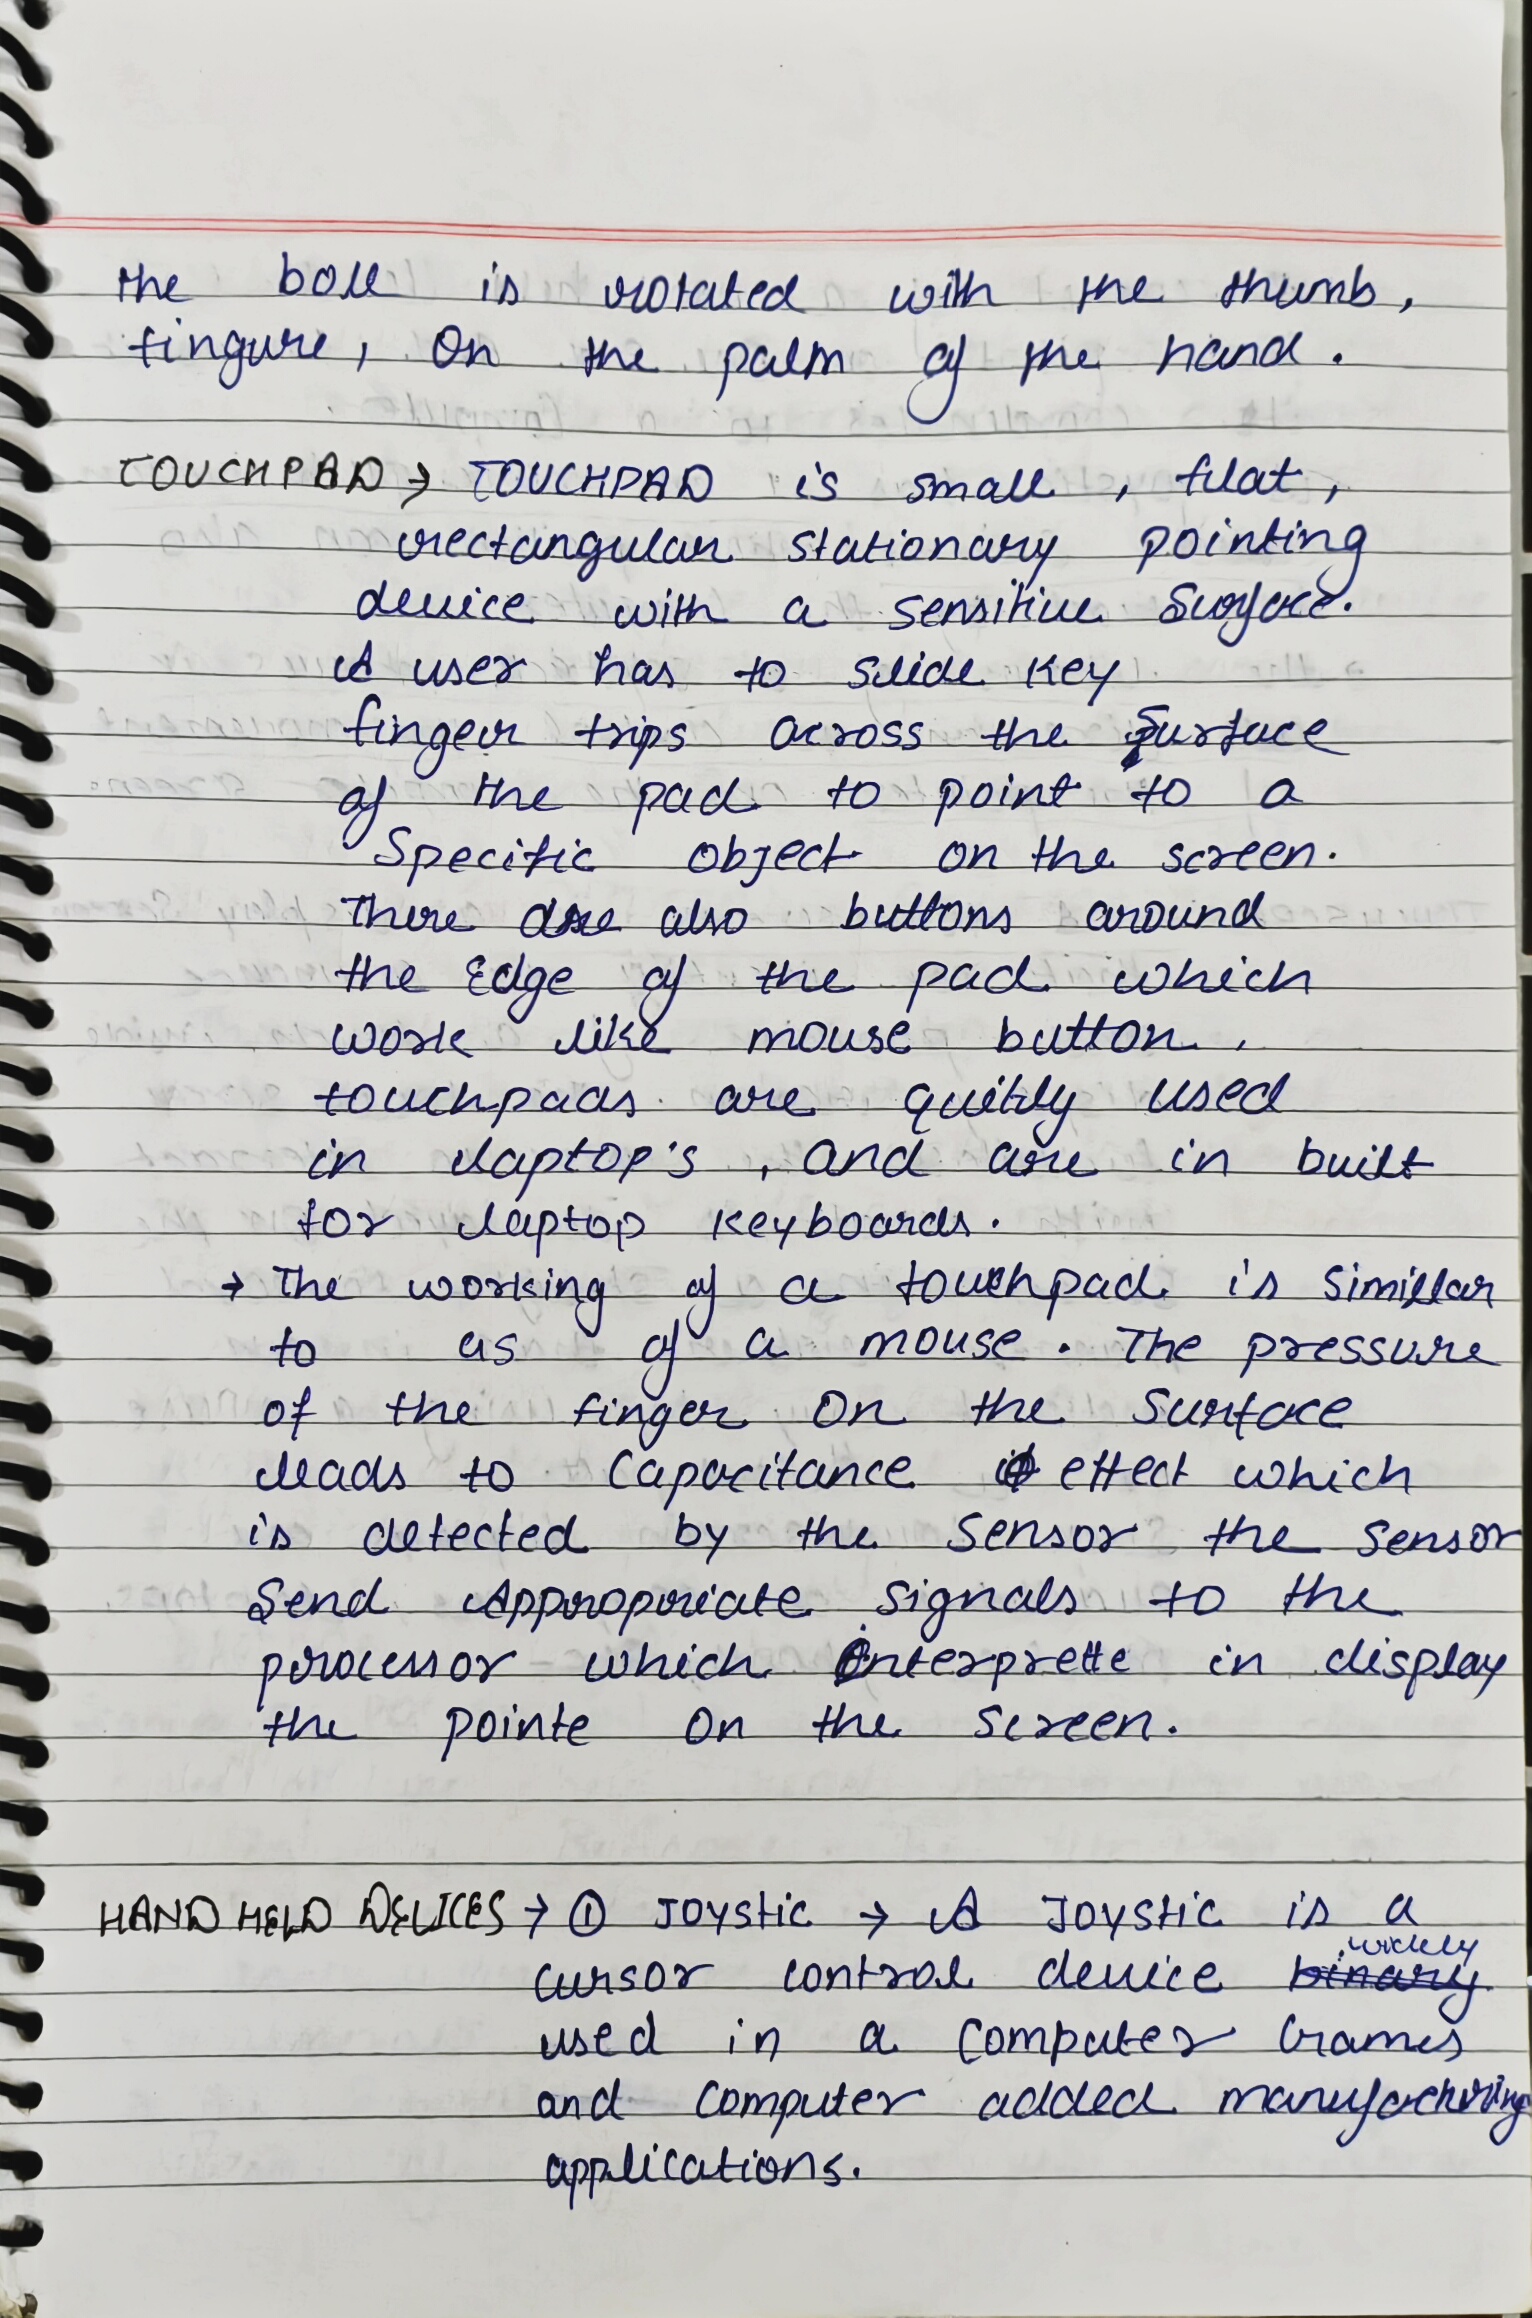 the ball is rotated with the thumb,
fingure, On the palm of the hand.
TOUCHPAD → TOUCHPAD is small, flat,
rectangular stationary pointing
device with a sensitive Surface.
A user has to slide key
finger trips across the surface
of the pad to point to a
Specific object on the screen.
There are also buttons around
the Edge of the pad which
work like mouse button.
touchpads are quitly used
in laptop's, and are in built
for laptop keyboards.
→ The working of a touchpad is simillar
to as of a mouse. The pressure
of the finger On the Surface
leads to Capacitance effect which
is detected by the Sensor the sensor
Send Appropriate signals to the
processor which interprette in display
the pointe On the screen.
HAND HELD DEVICES → ① JOYstic → A JOYstic is a
widely
cursor control device binary
used in a Computer Games
and Computer added manufacturing
applications.